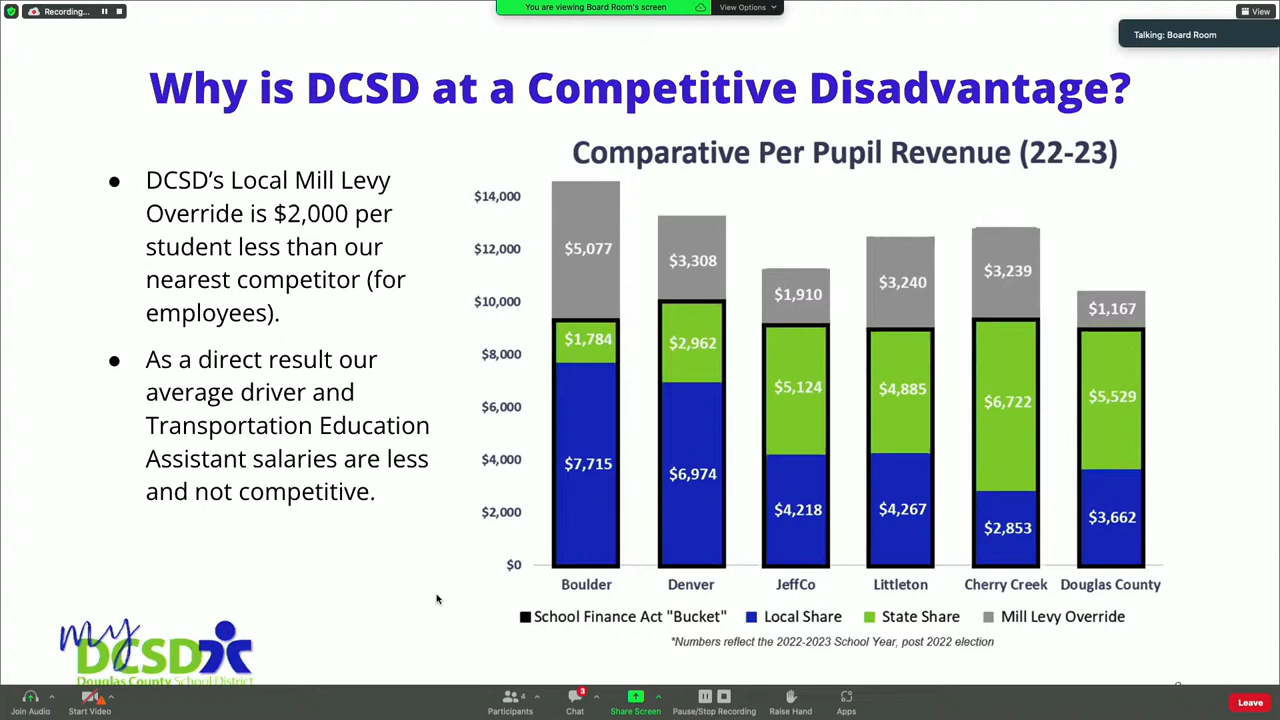 Recording...
You are viewing Board Room's screen
View Options
View
Talking: Board Room
Why is DCSD at a Competitive Disadvantage?
● DCSD's Local Mill Levy
Override is $2,000 per
student less than our
nearest competitor (for
employees).
● As a direct result our
average driver and
Transportation Education
Assistant salaries are less
and not competitive.
Comparative Per Pupil Revenue (22-23)
$14,000
$12,000
$10,000
$8,000
$6,000
$4,000
$2,000
$0
$5,077
$1,784
$7,715
$3,308
$2,962
$6,974
$1,910
$5,124
$4,218
$3,240
$4,885
$4,267
$3,239
$6,722
$2,853
$1,167
$5,529
$3,662
Boulder Denver JeffCo Littleton Cherry Creek Douglas County
School Finance Act "Bucket" Local Share State Share Mill Levy Override
*Numbers reflect the 2022-2023 School Year, post 2022 election
my
DCSD
Douglas County School District
Join Audio
Start Video
4
Participants
3
Chat
Share Screen
Pause/Stop Recording
Raise Hand
Apps
Leave